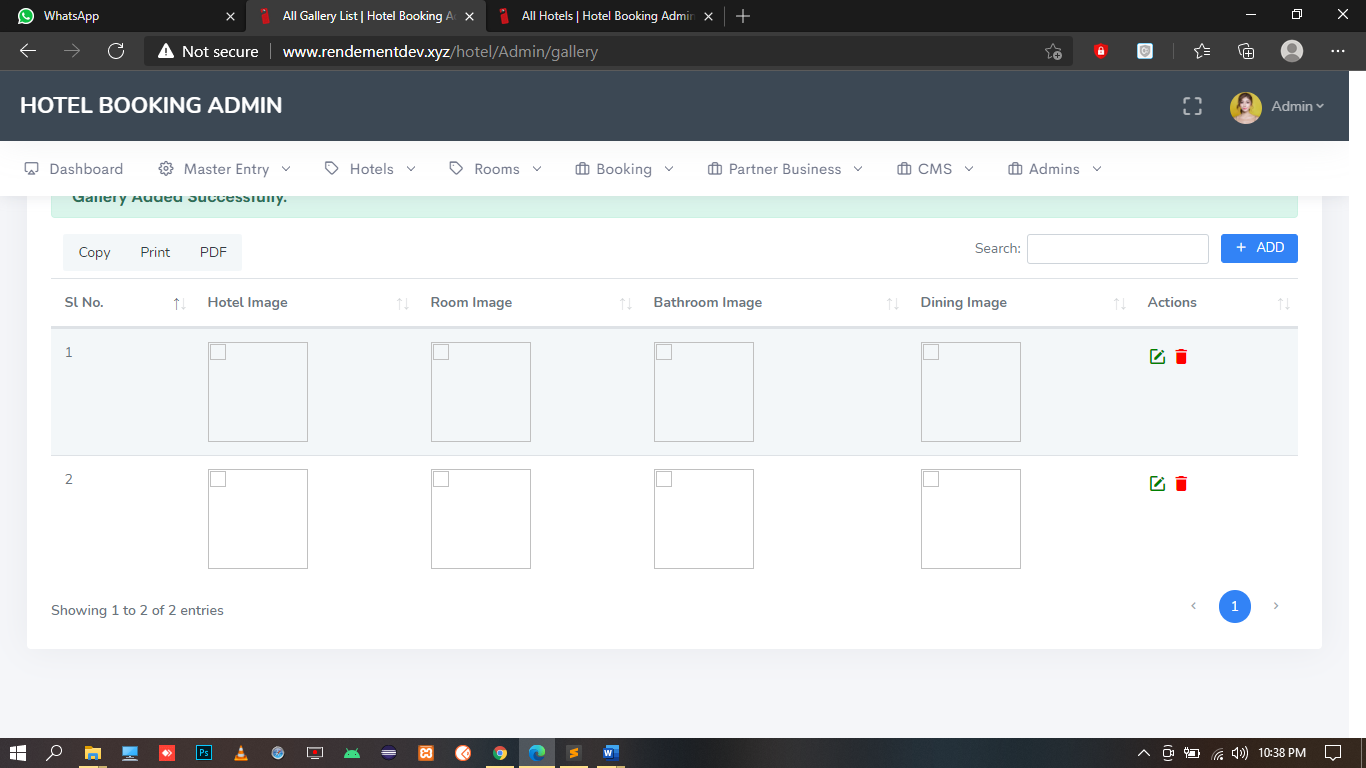 WhatsApp
All Gallery List | Hotel Booking A
All Hotels | Hotel Booking Admin
Not secure
www.rendementdev.xyz/hotel/Admin/gallery
HOTEL BOOKING ADMIN
Admin
Dashboard
Master Entry
Hotels
Rooms
Booking
Partner Business
CMS
Admins
Gallery Added Successfully.
Copy
Print
PDF
Search:
+ ADD
Sl No.
Hotel Image
Room Image
Bathroom Image
Dining Image
Actions
1
2
Showing 1 to 2 of 2 entries
1
Ps
10:38 PM